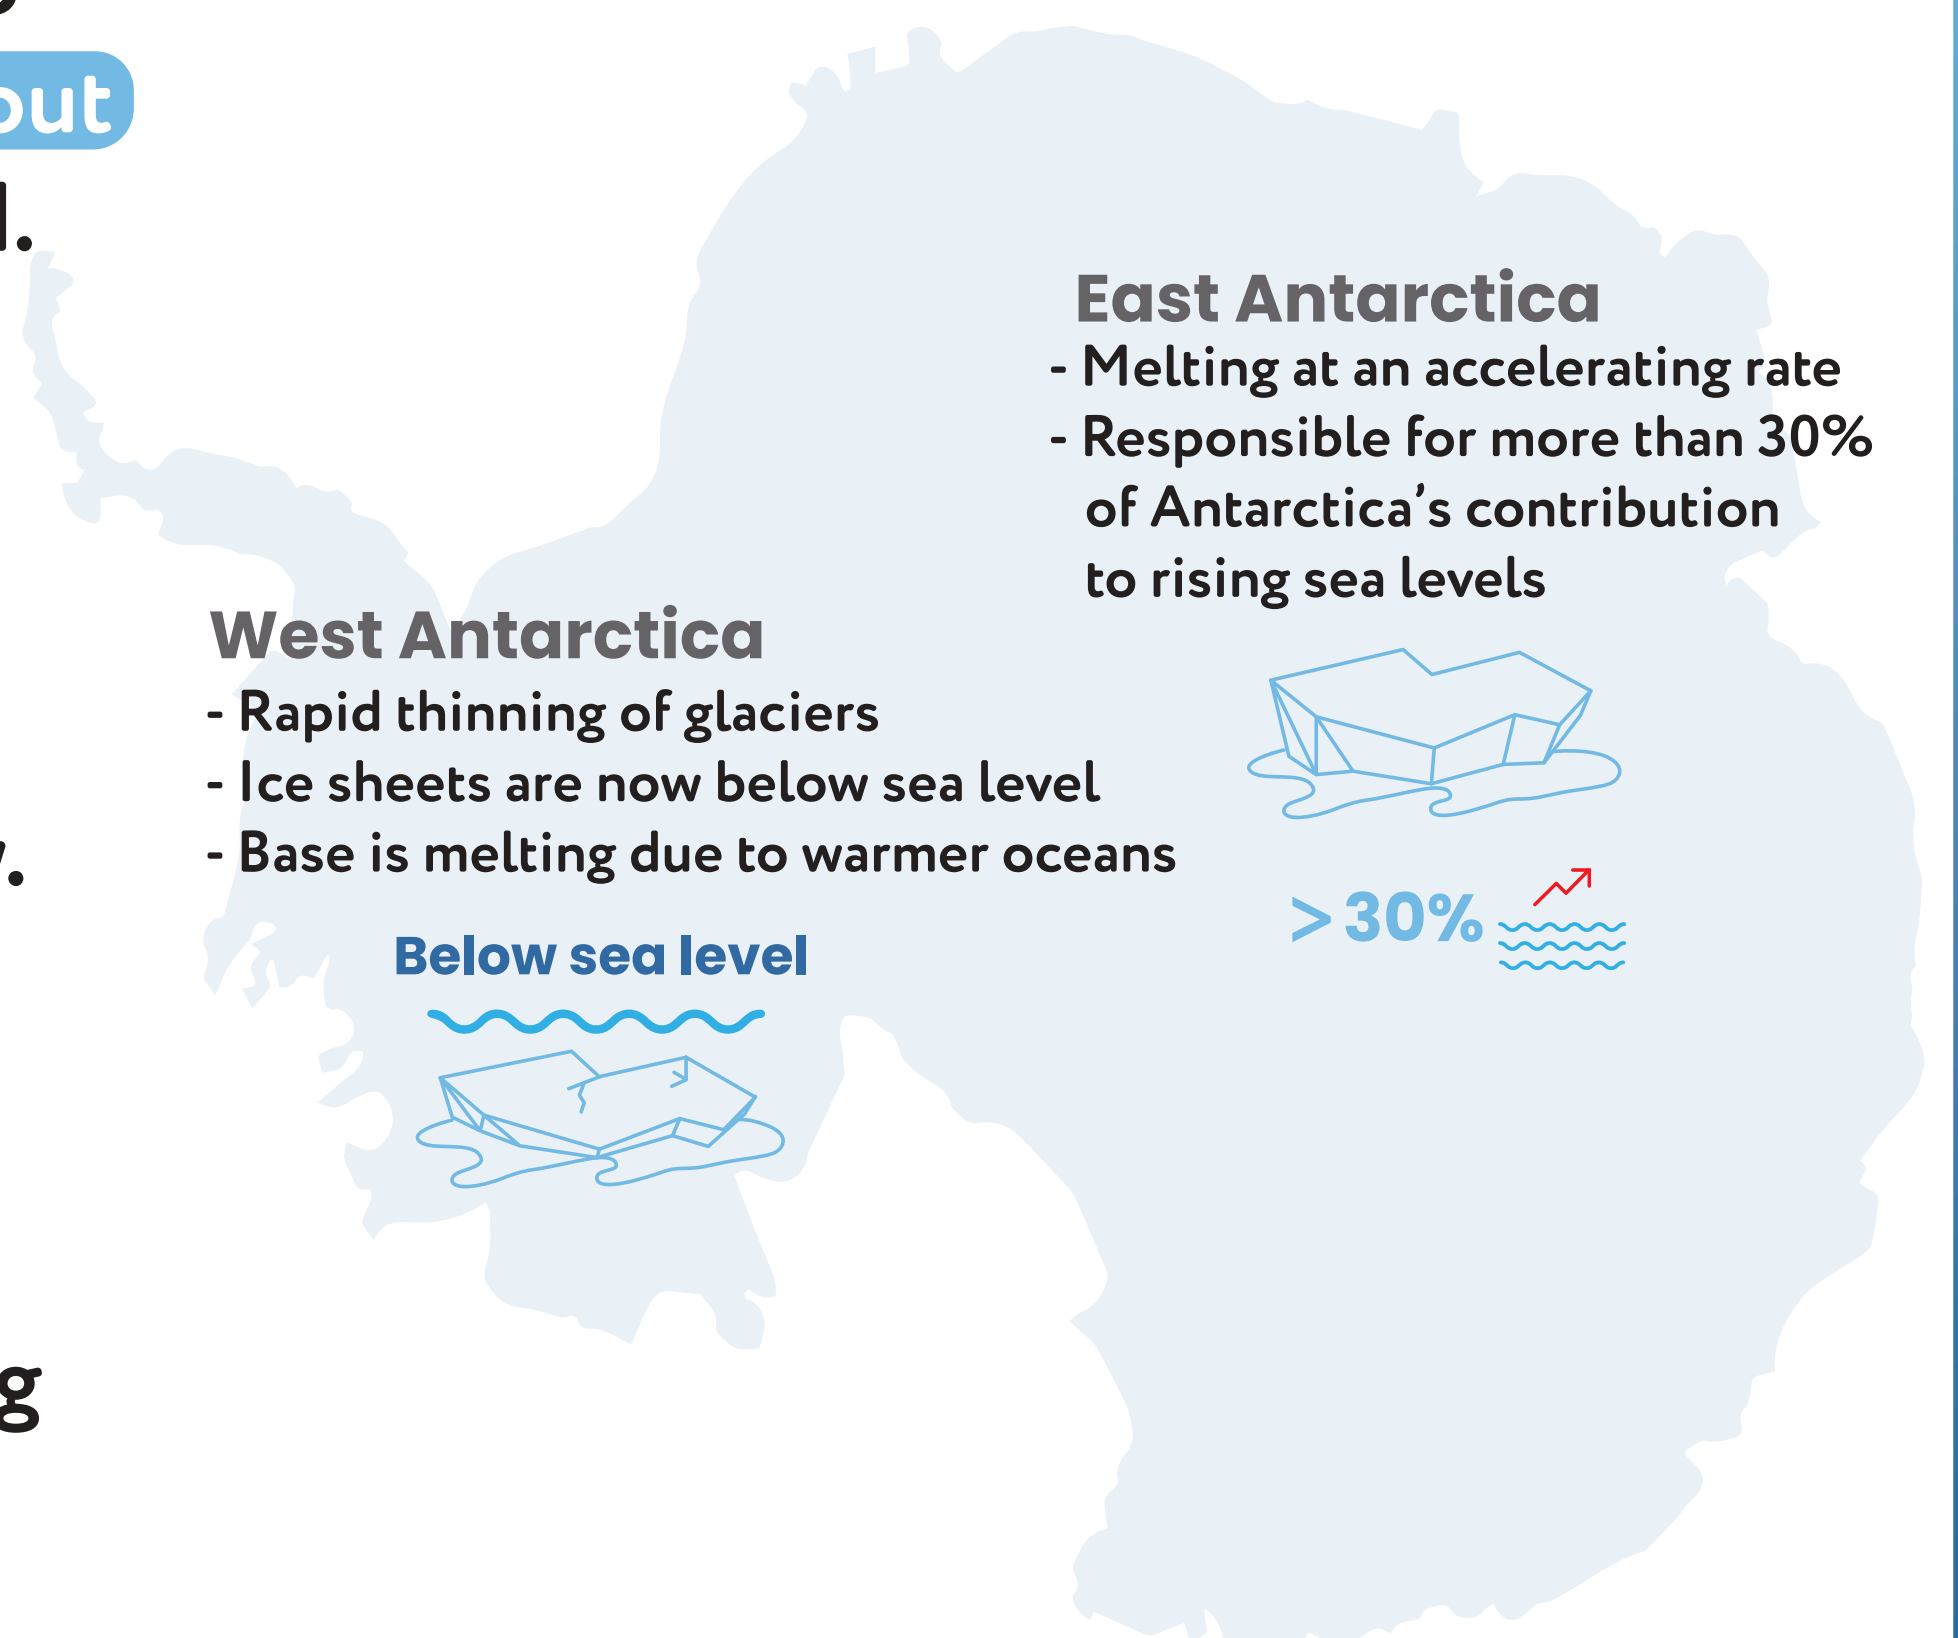 out
East Antarctica
- Melting at an accelerating rate
- Responsible for more than 30%
of Antarctica’s contribution
to rising sea levels
West Antarctica
- Rapid thinning of glaciers
- Ice sheets are now below sea level
- Base is melting due to warmer oceans
> 30%
Below sea level